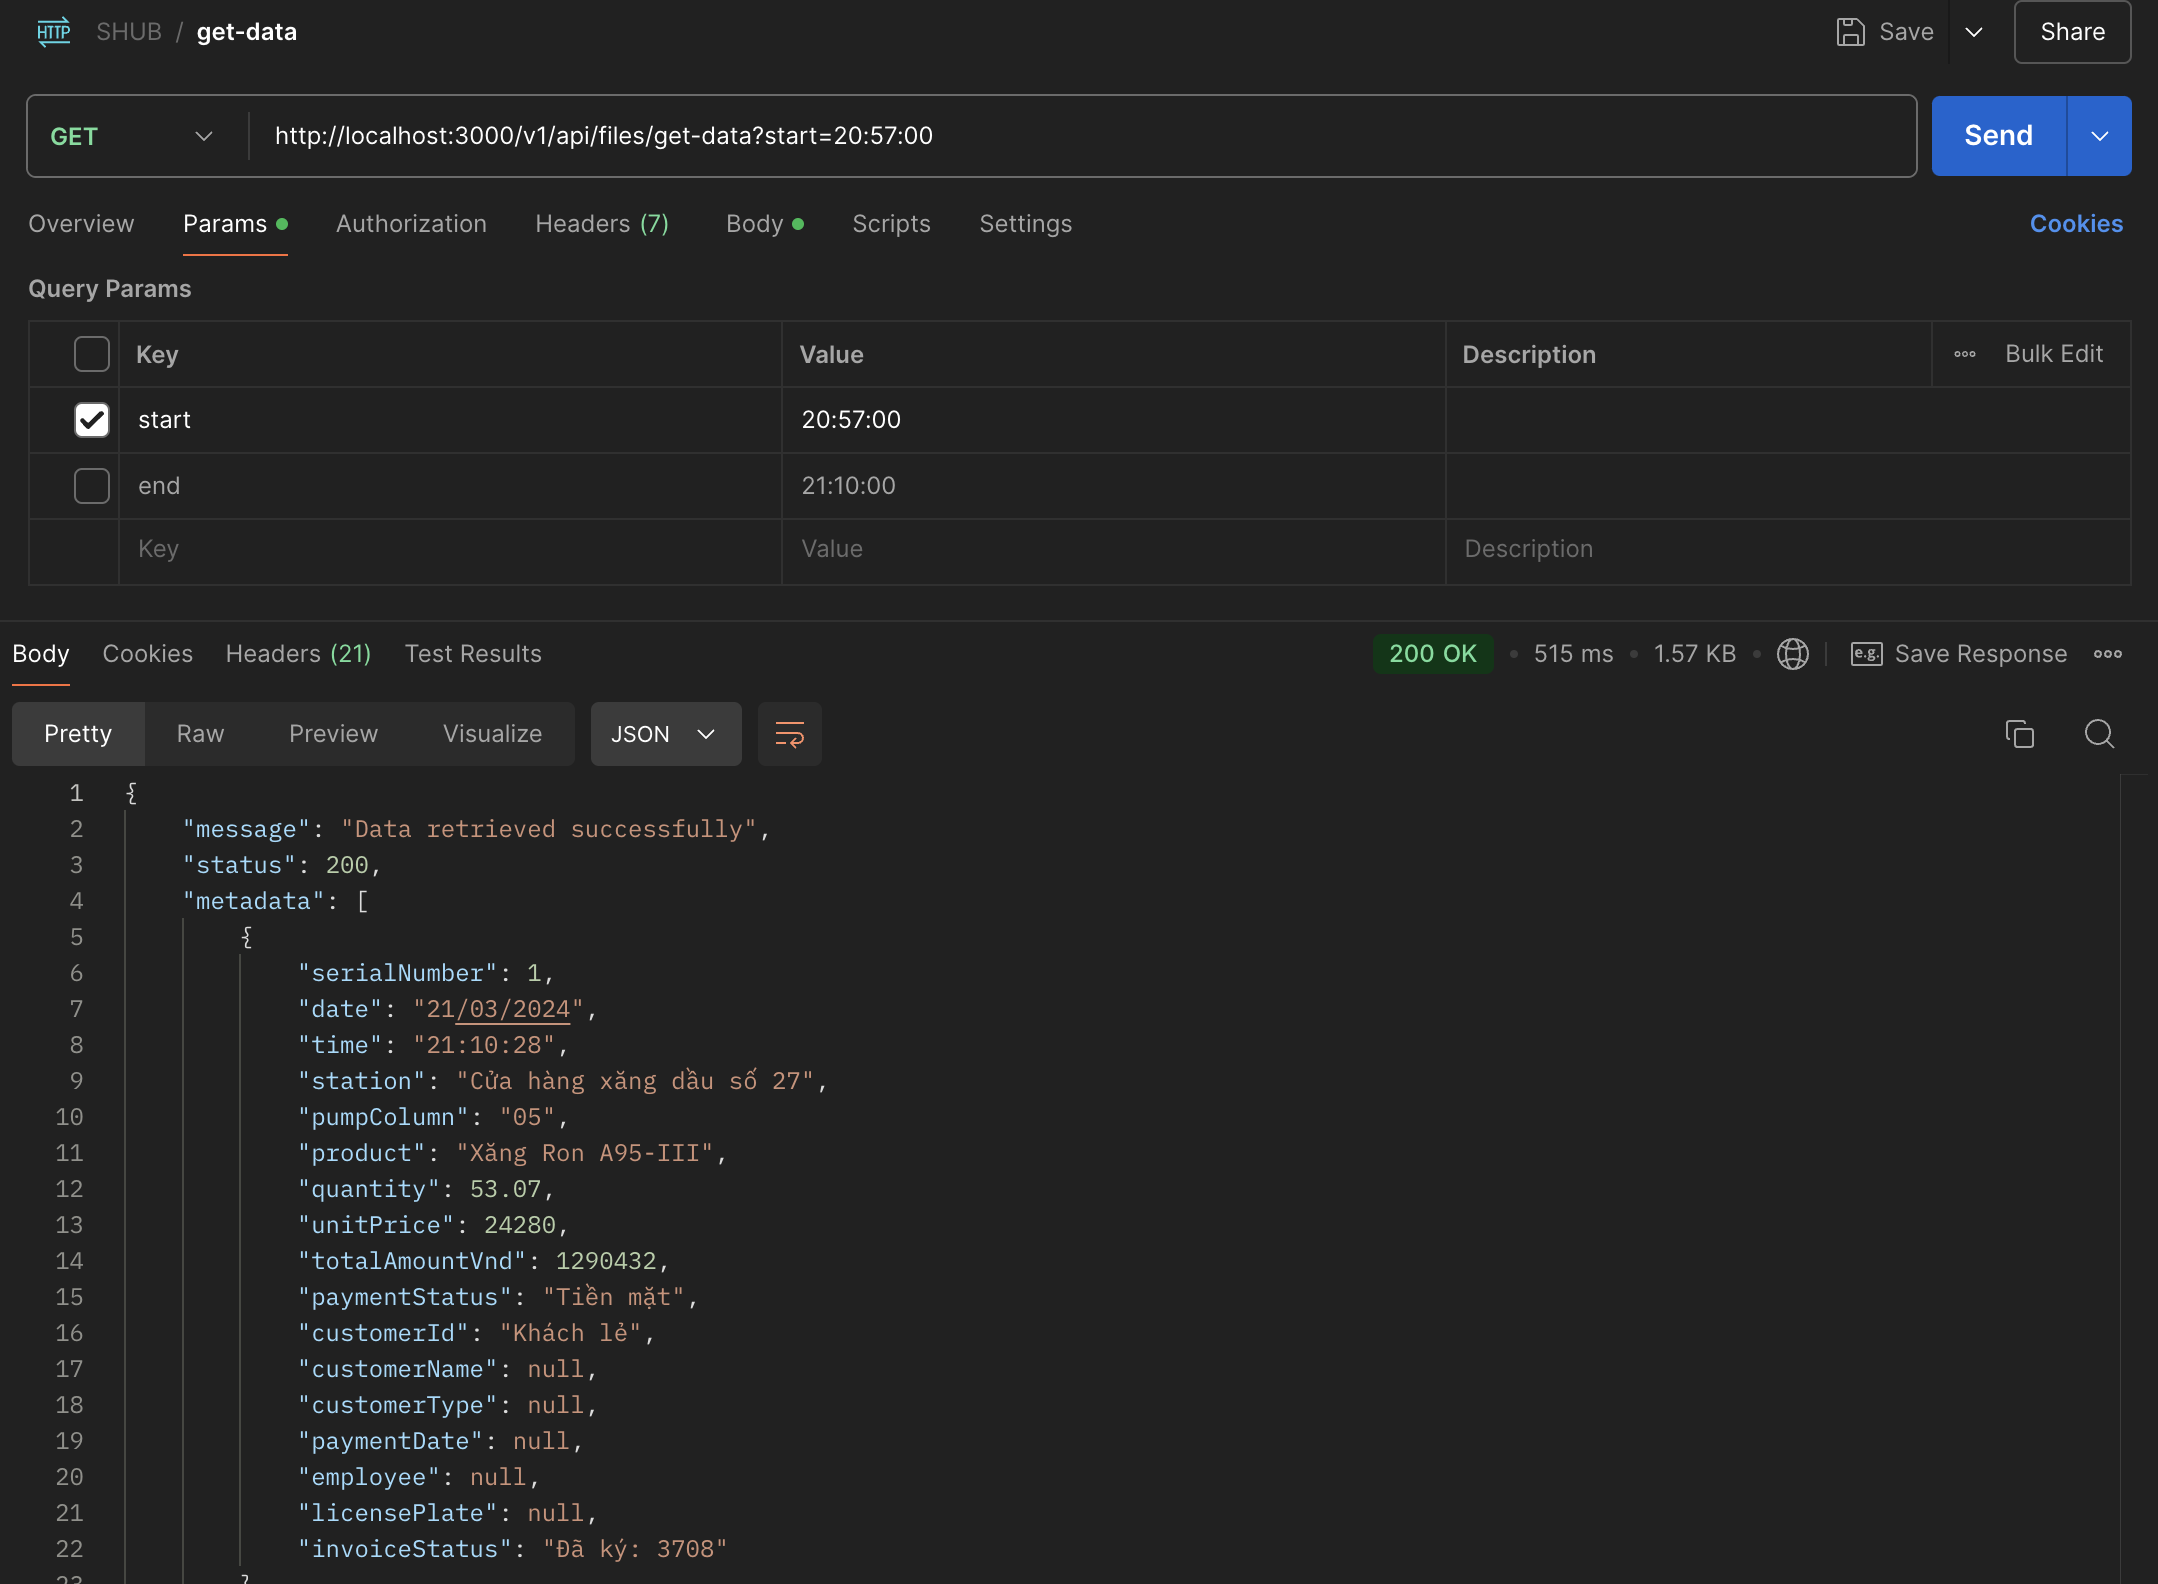 HTTP SHUB / get-data Save Share
GET http://localhost:3000/v1/api/files/get-data?start=20:57:00 Send
Overview Params Authorization Headers (7) Body Scripts Settings Cookies
Query Params
Key Value Description Bulk Edit
start 20:57:00
end 21:10:00
Key Value Description
Body Cookies Headers (21) Test Results 200 OK 515 ms 1.57 KB e.g. Save Response
Pretty Raw Preview Visualize JSON
1 {
2 "message": "Data retrieved successfully",
3 "status": 200,
4 "metadata": [
5 {
6 "serialNumber": 1,
7 "date": "21/03/2024",
8 "time": "21:10:28",
9 "station": "Cửa hàng xăng dầu số 27",
10 "pumpColumn": "05",
11 "product": "Xăng Ron A95-III",
12 "quantity": 53.07,
13 "unitPrice": 24280,
14 "totalAmountVnd": 1290432,
15 "paymentStatus": "Tiền mặt",
16 "customerId": "Khách lẻ",
17 "customerName": null,
18 "customerType": null,
19 "paymentDate": null,
20 "employee": null,
21 "licensePlate": null,
22 "invoiceStatus": "Đã ký: 3708"